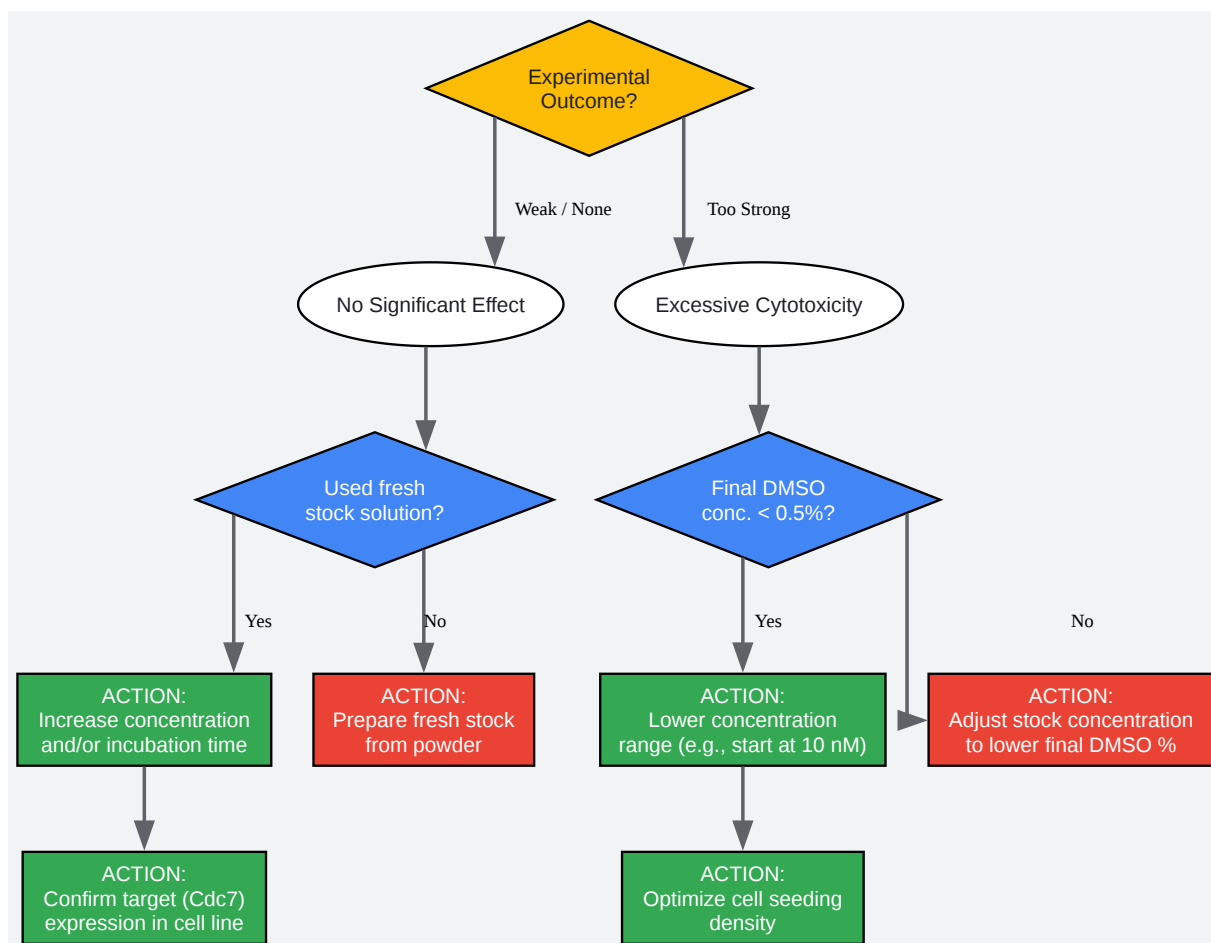 Experimental
Outcome?
Weak / None
Too Strong
No Significant Effect
Excessive Cytotoxicity
Used fresh
stock solution?
Final DMSO
conc. < 0.5%?
Yes
No
Yes
No
ACTION:
Increase concentration
and/or incubation time
ACTION:
Prepare fresh stock
from powder
ACTION:
Lower concentration
range (e.g., start at 10 nM)
ACTION:
Adjust stock concentration
to lower final DMSO %
ACTION:
Confirm target (Cdc7)
expression in cell line
ACTION:
Optimize cell seeding
density